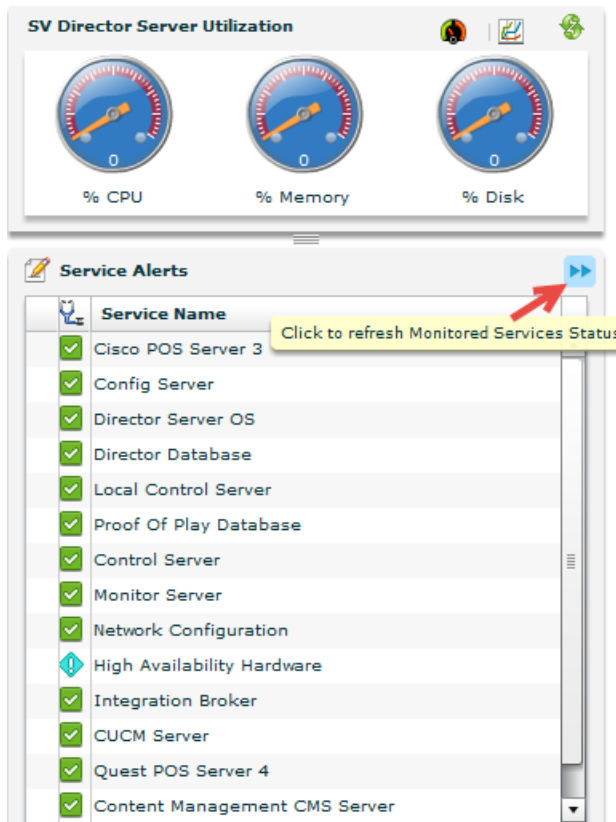 SV Director Server Utilization
0
0
0
% CPU
% Memory
% Disk
Service Alerts
Service Name
Click to refresh Monitored Services Status
Cisco POS Server 3
Config Server
Director Server OS
Director Database
Local Control Server
Proof Of Play Database
Control Server
Monitor Server
Network Configuration
High Availability Hardware
Integration Broker
CUCM Server
Quest POS Server 4
Content Management CMS Server